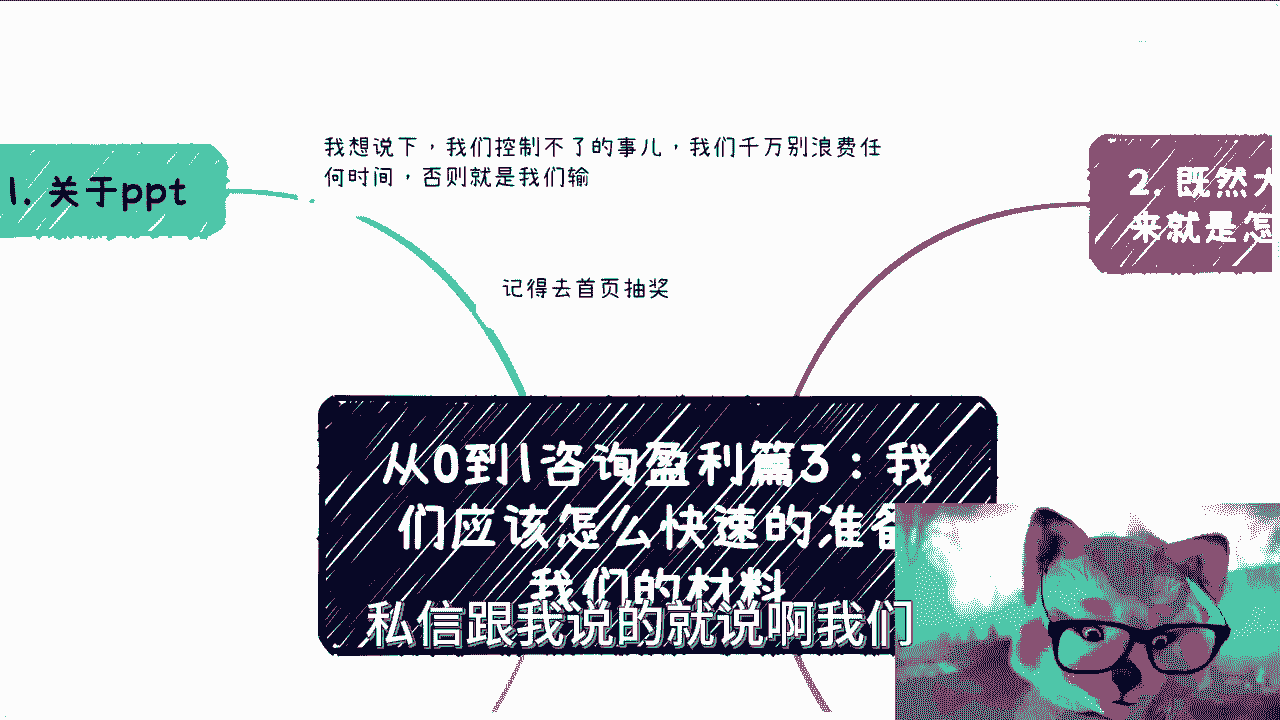 我想说下，我们控制不了的事儿，我们千万别浪费任
何时间，否则就是我们输
1. 关于ppt
2. 既然
来就是怎
记得去首页抽奖
从0到1咨询盈利篇3：我
们应该怎么快速的准备
我们的材料
私信跟我说的就说啊我们